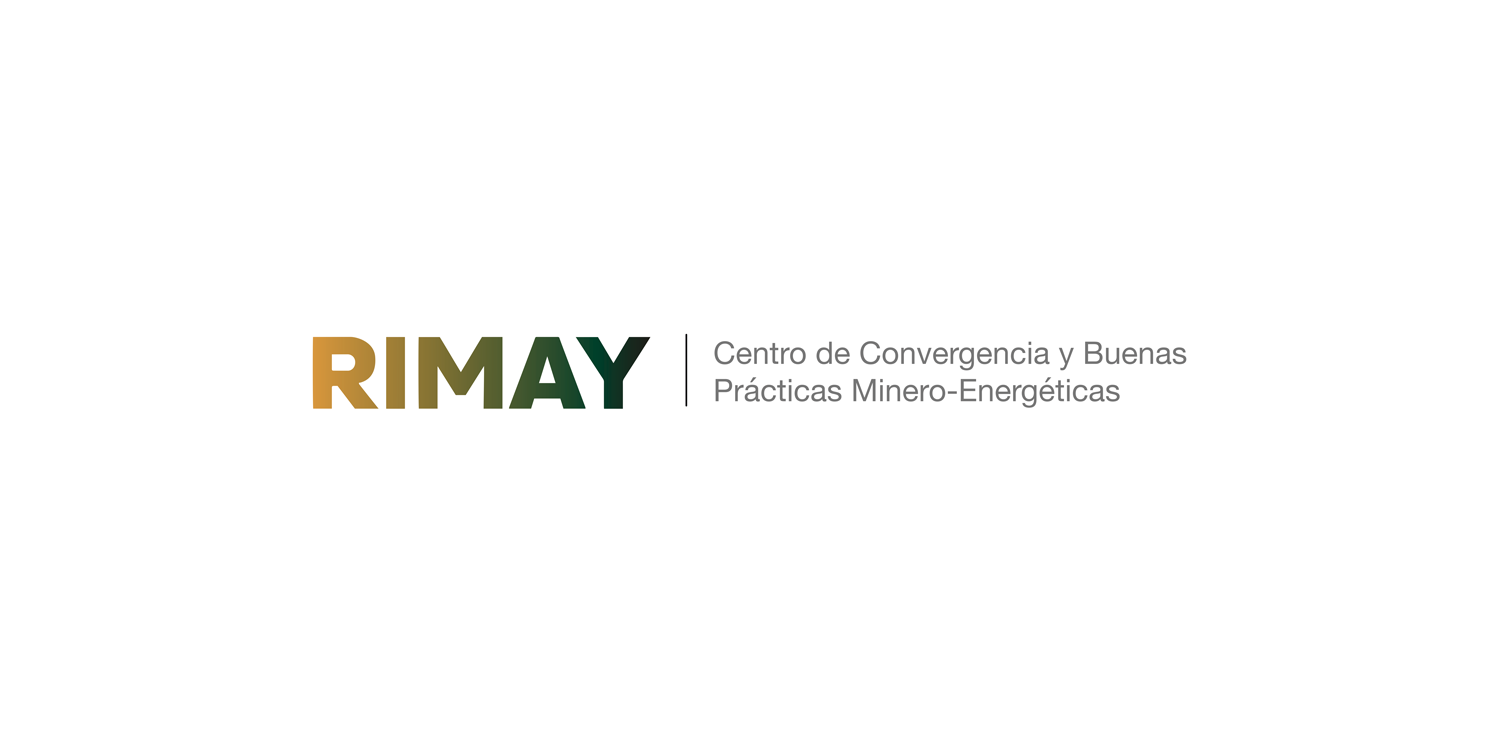 RIMAY
Centro de Convergencia y Buenas
Prácticas Minero-Energéticas